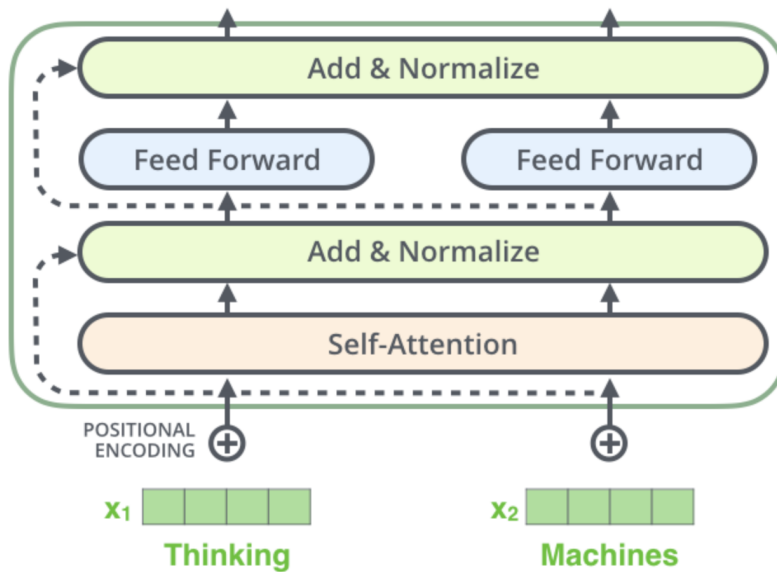 Add & Normalize
Feed Forward Feed Forward
Add & Normalize
Self-Attention
POSITIONAL
ENCODING
x₁ x₂
Thinking Machines